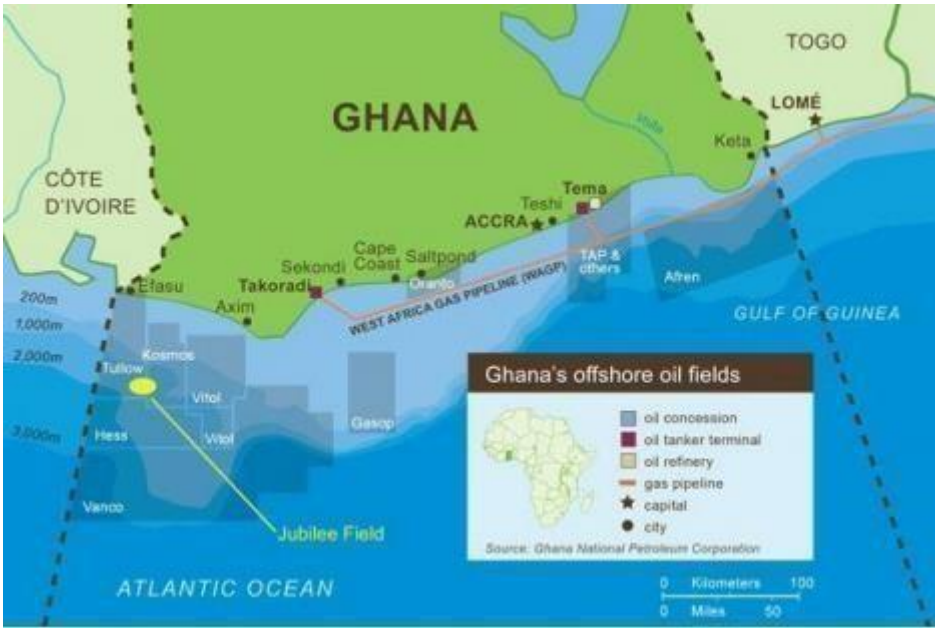 TOGO
GHANA
LOMÉ
Volta
Keta
CÔTE
D'IVOIRE
Tema
Teshi
ACCRA
Cape
Coast
Saltpond
Sekondi
Takoradi
Oranto
TAP &
others
Afren
Efasu
Axim
WEST AFRICA GAS PIPELINE (WAGP)
200m
1,000m
2,000m
3,000m
GULF OF GUINEA
Kosmos
Tullow
Vitol
Hess
Vitol
Gasop
Vanco
Jubilee Field
ATLANTIC OCEAN
Ghana's offshore oil fields
oil concession
oil tanker terminal
oil refinery
gas pipeline
capital
city
Source: Ghana National Petroleum Corporation
0 Kilometers 100
0 Miles 50